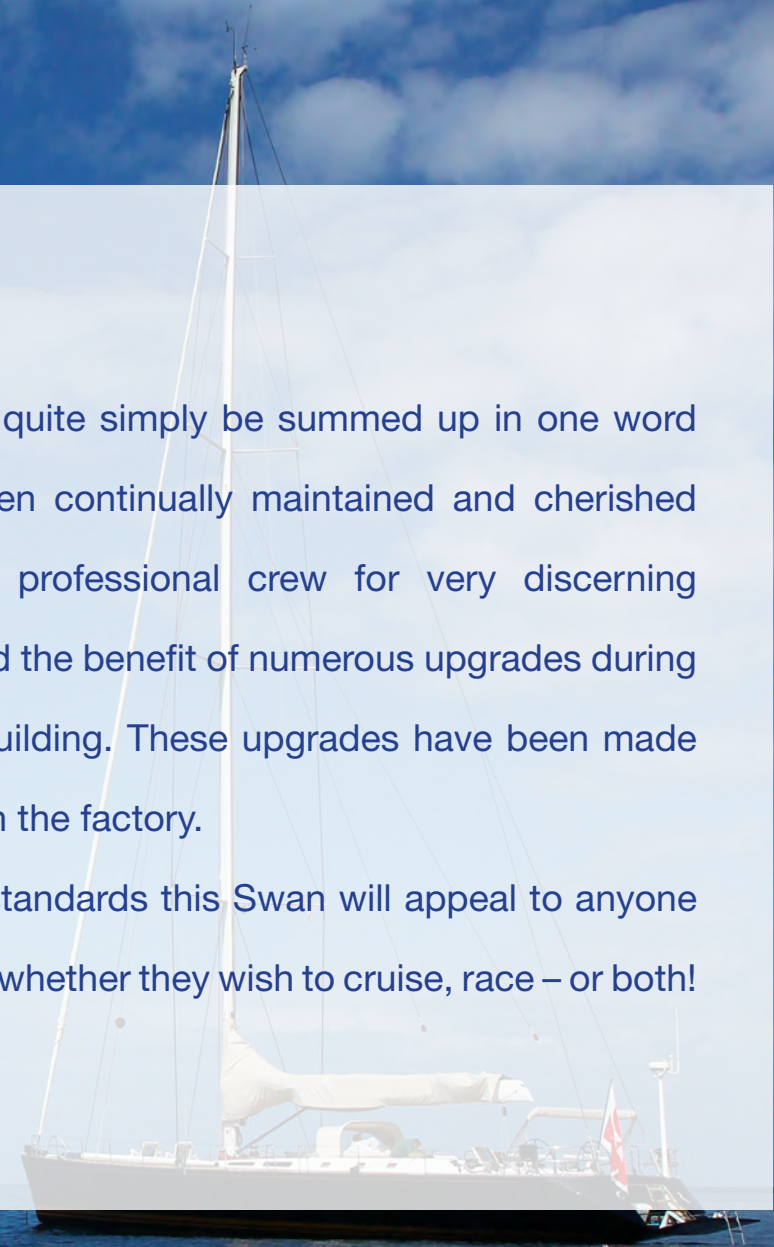 quite simply be summed up in one word
en continually maintained and cherished
professional crew for very discerning
d the benefit of numerous upgrades during
uilding. These upgrades have been made
n the factory.
tandards this Swan will appeal to anyone
whether they wish to cruise, race – or both!